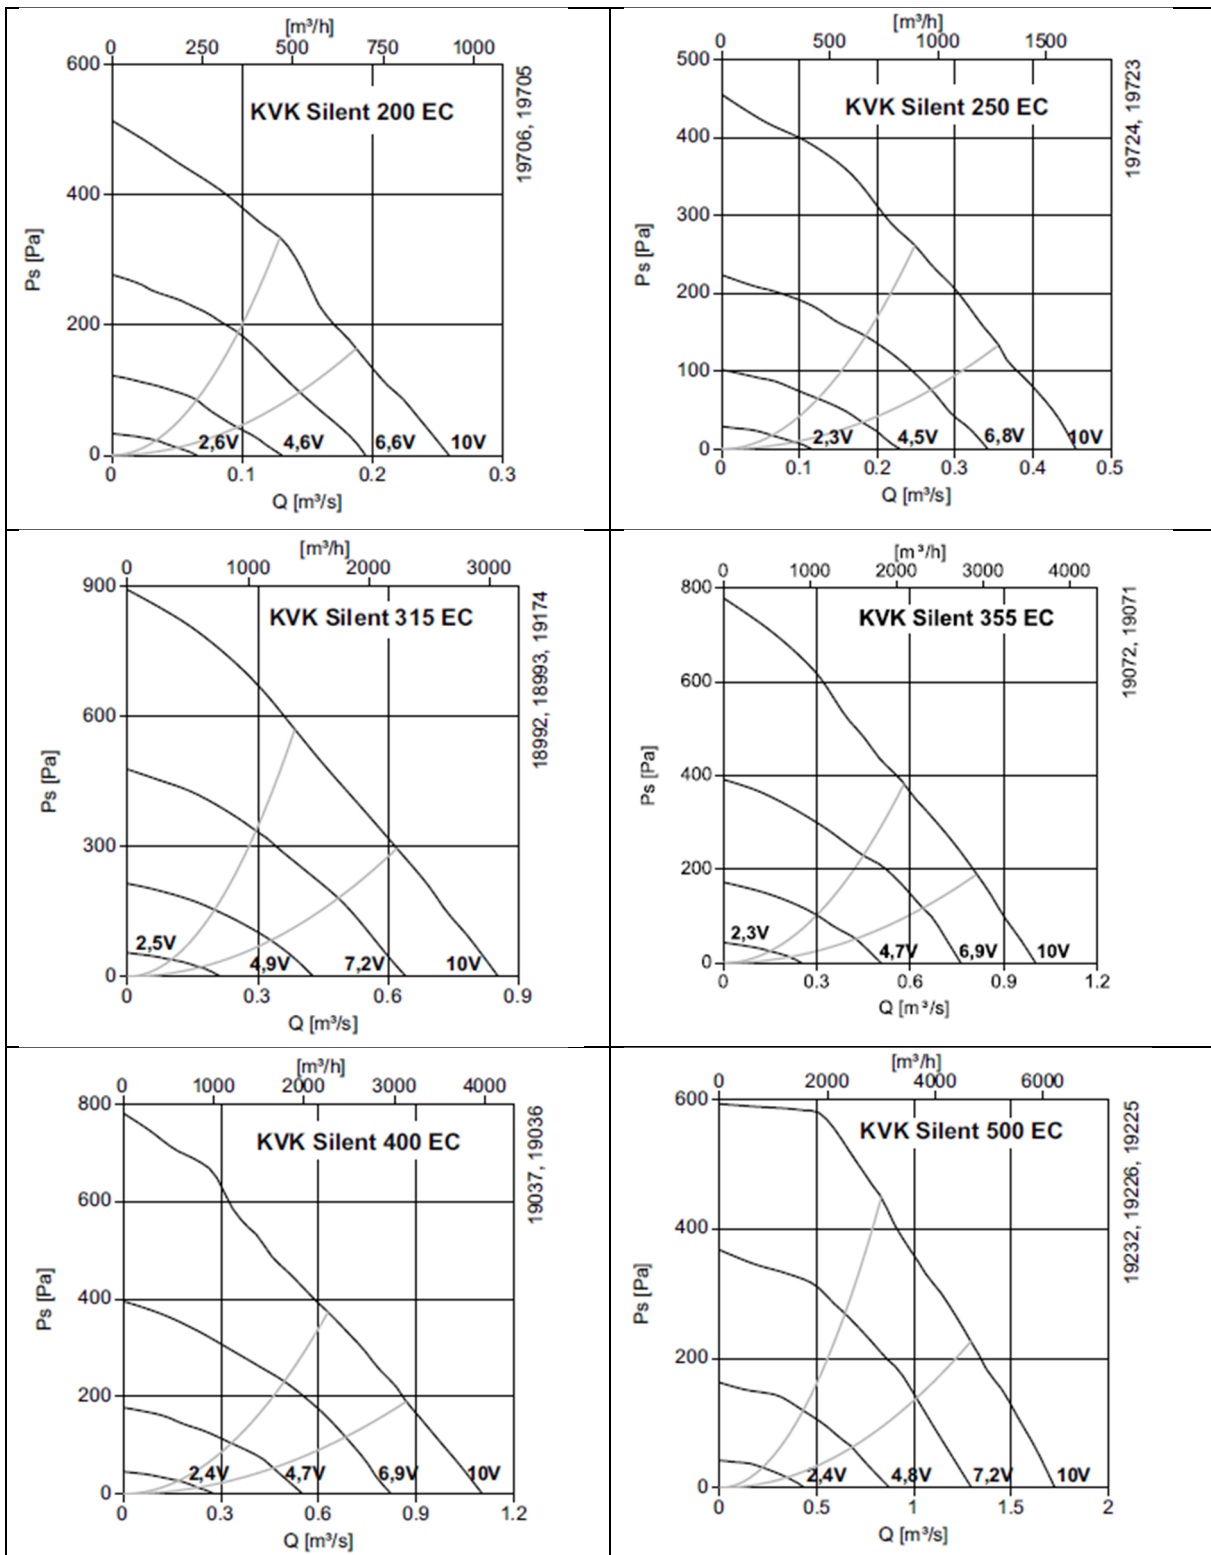 [m³/h]
0 250 500 750 1000
600
400
200
0
Ps [Pa]
KVK Silent 200 EC
19706, 19705
2,6V 4,6V 6,6V 10V
0 0.1 0.2 0.3
Q [m³/s]
[m³/h]
0 500 1000 1500
500
400
300
200
100
0
Ps [Pa]
KVK Silent 250 EC
19724, 19723
2,3V 4,5V 6,8V 10V
0 0.1 0.2 0.3 0.4 0.5
Q [m³/s]
[m³/h]
0 1000 2000 3000
900
600
300
0
Ps [Pa]
KVK Silent 315 EC
18992, 18993, 19174
2,5V 4,9V 7,2V 10V
0 0.3 0.6 0.9
Q [m³/s]
[m³/h]
0 1000 2000 3000 4000
800
600
400
200
0
Ps [Pa]
KVK Silent 355 EC
19072, 19071
2,3V 4,7V 6,9V 10V
0 0.3 0.6 0.9 1.2
Q [m³/s]
[m³/h]
0 1000 2000 3000 4000
800
600
400
200
0
Ps [Pa]
KVK Silent 400 EC
19037, 19036
2,4V 4,7V 6,9V 10V
0 0.3 0.6 0.9 1.2
Q [m³/s]
[m³/h]
0 2000 4000 6000
600
400
200
0
Ps [Pa]
KVK Silent 500 EC
19232, 19226, 19225
2,4V 4,8V 7,2V 10V
0 0.5 1 1.5 2
Q [m³/s]